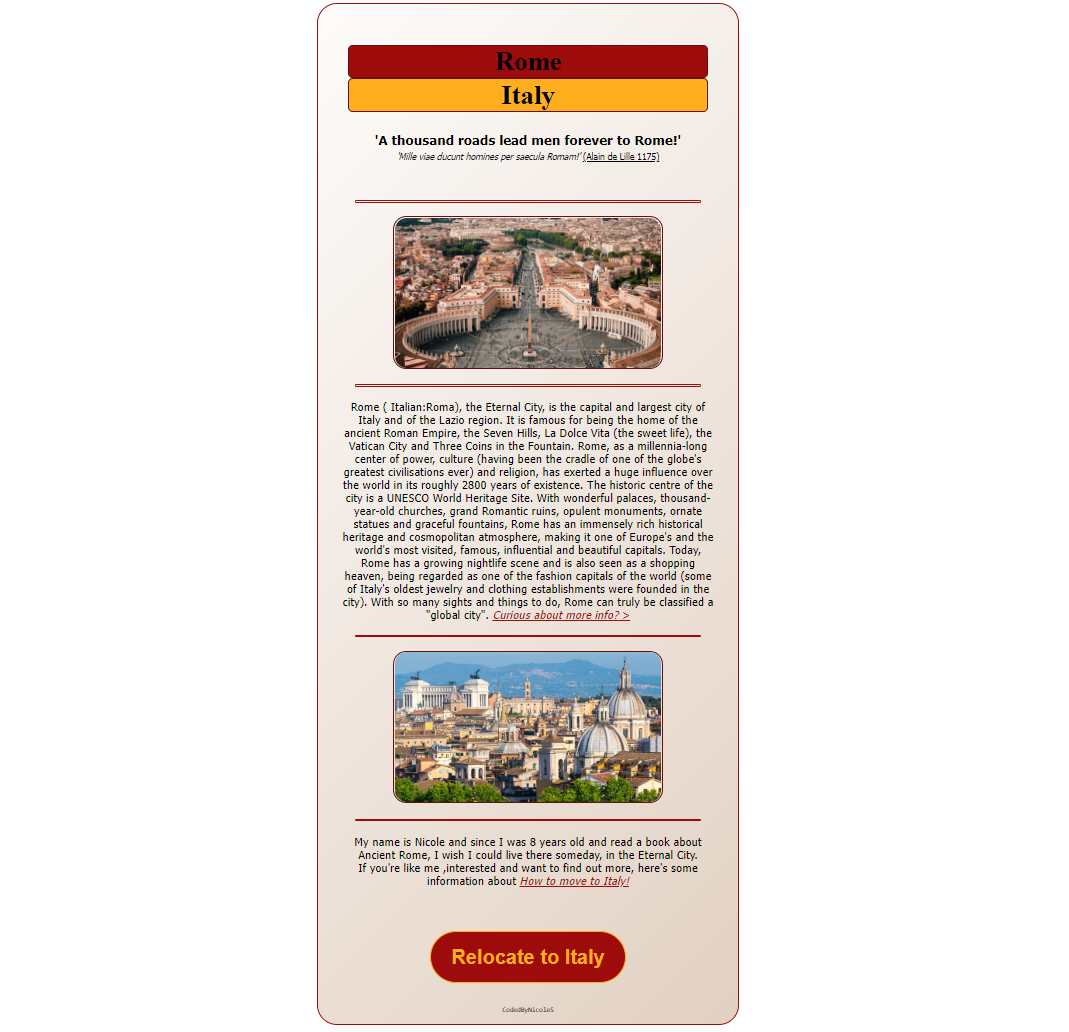 Rome
Italy
'A thousand roads lead men forever to Rome!'
'Mille viae ducunt homines per saecula Romam!' (Alain de Lille 1175)
Rome ( Italian:Roma), the Eternal City, is the capital and largest city of
Italy and of the Lazio region. It is famous for being the home of the
ancient Roman Empire, the Seven Hills, La Dolce Vita (the sweet life), the
Vatican City and Three Coins in the Fountain. Rome, as a millennia-long
center of power, culture (having been the cradle of one of the globe's
greatest civilisations ever) and religion, has exerted a huge influence over
the world in its roughly 2800 years of existence. The historic centre of the
city is a UNESCO World Heritage Site. With wonderful palaces, thousand-
year-old churches, grand Romantic ruins, opulent monuments, ornate
statues and graceful fountains, Rome has an immensely rich historical
heritage and cosmopolitan atmosphere, making it one of Europe's and the
world's most visited, famous, influential and beautiful capitals. Today,
Rome has a growing nightlife scene and is also seen as a shopping
heaven, being regarded as one of the fashion capitals of the world (some
of Italy's oldest jewelry and clothing establishments were founded in the
city). With so many sights and things to do, Rome can truly be classified a
"global city". Curious about more info? >
My name is Nicole and since I was 8 years old and read a book about
Ancient Rome, I wish I could live there someday, in the Eternal City.
If you're like me ,interested and want to find out more, here's some
information about How to move to Italy!
Relocate to Italy
CodedByNicoleS